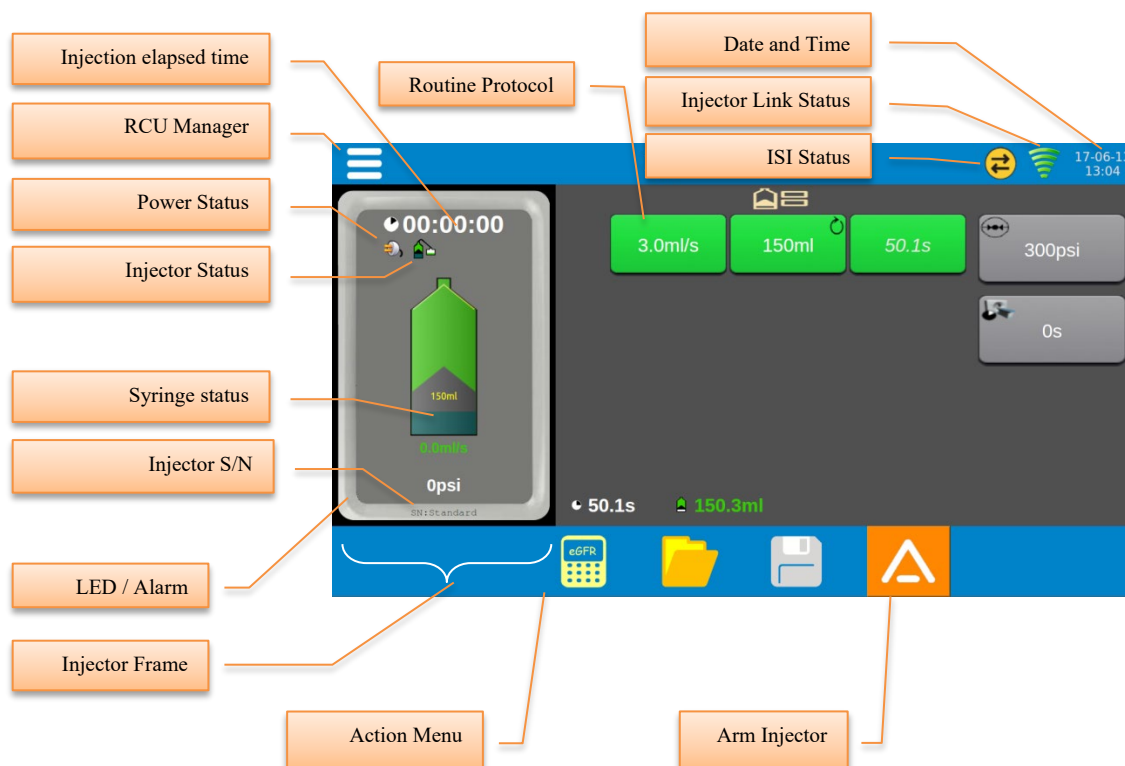 Date and Time
Injection elapsed time
Routine Protocol
Injector Link Status
RCU Manager
ISI Status
17-06-1
13:04
Power Status
00:00:00
3.0ml/s
150ml
50.1s
300psi
Injector Status
0s
Syringe status
150ml
0.0ml/s
Injector S/N
0psi
SN:Standard
50.1s
150.3ml
eGFR
LED / Alarm
Injector Frame
Action Menu
Arm Injector